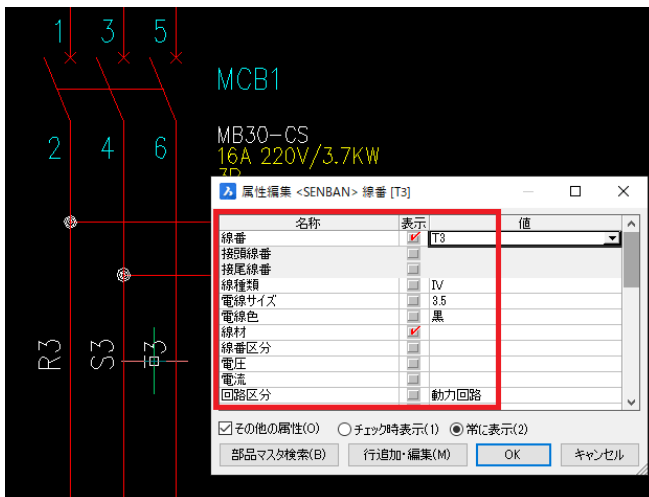 1 3 5
MCB1
2 4 6
MB30-CS
16A 220V/3.7KW
3P
属性編集 <SENBAN> 線番 [T3]
名称 表示 値
線番 T3
接頭線番
接尾線番
線種類 IV
電線サイズ 3.5
電線色 黒
線材
線番区分
電圧
電流
回路区分 動力回路
その他の属性(O) チェック時表示(1) 常に表示(2)
部品マスタ検索(B) 行追加・編集(M) OK キャンセル
R3 S3 T3